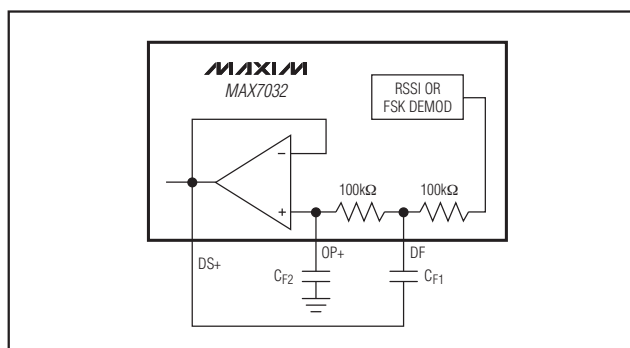 MAXIM
MAX7032
RSSI OR
FSK DEMOD
100kΩ
100kΩ
−
+
DS+
OP+
DF
CF2
CF1